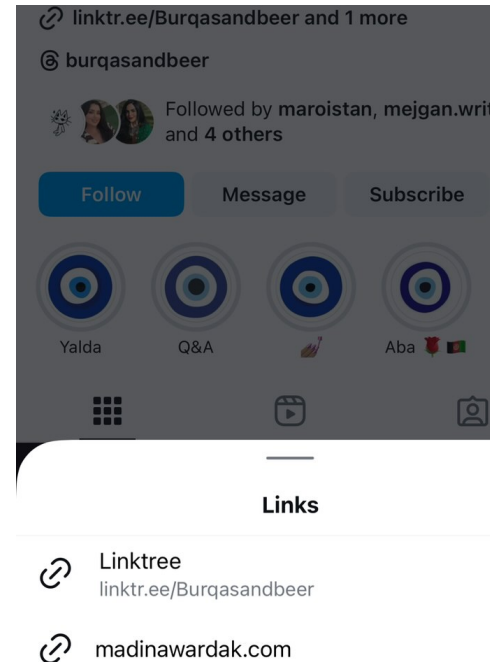 linktr.ee/Burqasandbeer and 1 more
burqasandbeer
Followed by maroistan, mejgan.writ
and 4 others
Follow Message Subscribe
Yalda Q&A 💅 Aba 🌹 🇦🇫
Links
Linktree
linktr.ee/Burqasandbeer
madinawardak.com